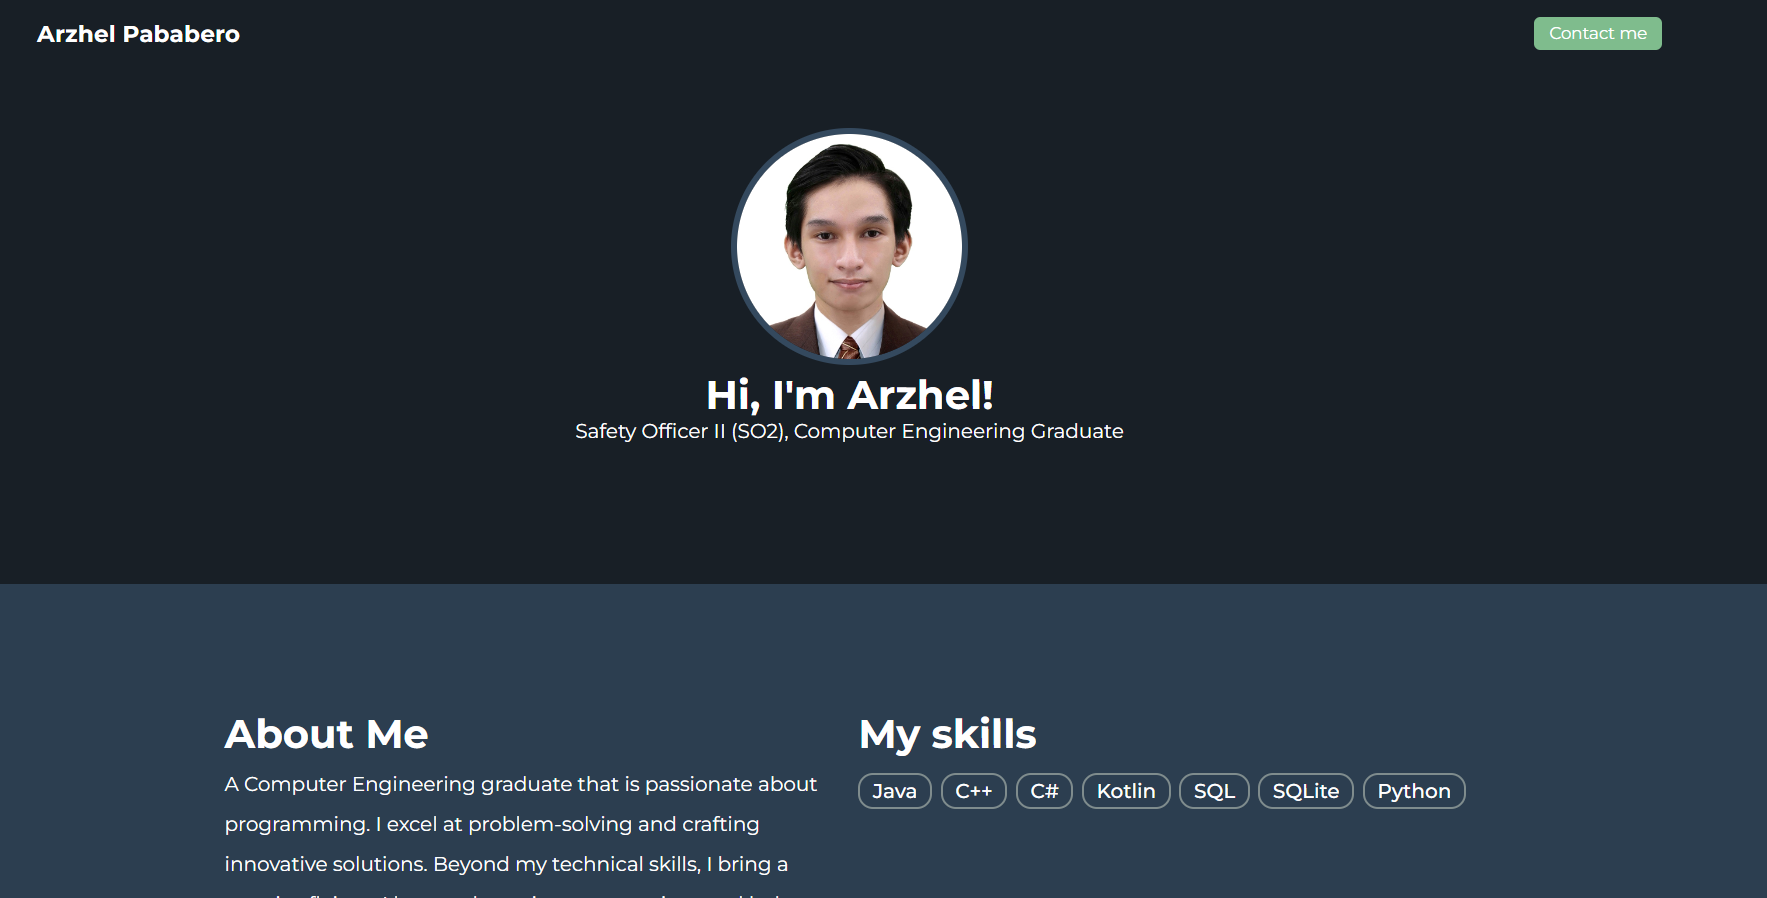 Arzhel Pababero
Contact me
Hi, I'm Arzhel!
Safety Officer II (SO2), Computer Engineering Graduate
About Me
A Computer Engineering graduate that is passionate about
programming. I excel at problem-solving and crafting
innovative solutions. Beyond my technical skills, I bring a
My skills
Java
C++
C#
Kotlin
SQL
SQLite
Python